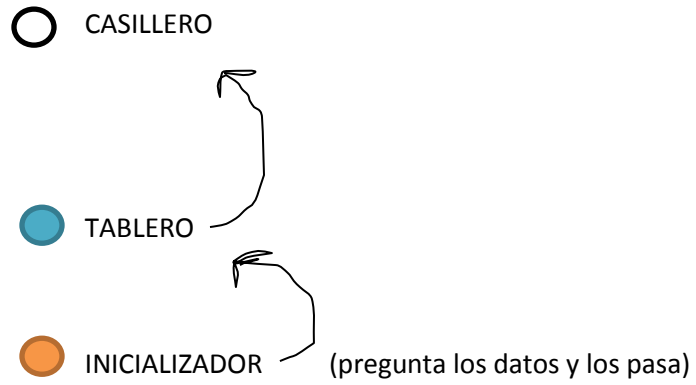 CASILLERO
TABLERO
INICIALIZADOR (pregunta los datos y los pasa)